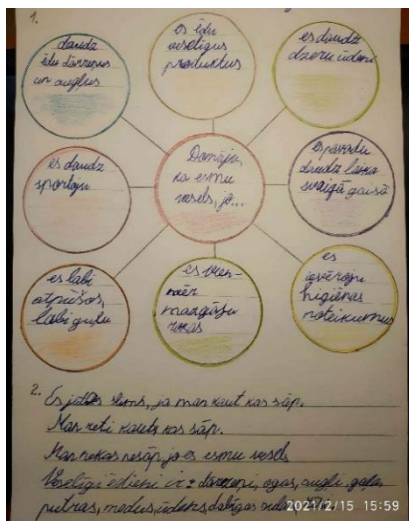 1.
daudz
ēdu dārzeņus
un augļus
es ēdu
veselīgus
produktus
es daudz
dzeru ūdeni
es daudz
sportoju
Domāju,
ka esmu
vesels, jo...
es pavadu
daudz laika
svaigā gaisā
es labi
atpūšos,
labi guļu
es vien-
mēr
mazgāju
rokas
es
ievēroju
higiēnas
noteikumus
2. Es jūtos slims, ja man kaut kas sāp.
Man reti kauts kas sāp.
Man nekas nesāp, jo es esmu vesels
Veselīgi ēdieni ir: dārzeņi, ogas, augļi, gaļa
putras, medus, ūdens,
2021/2/15 15:59